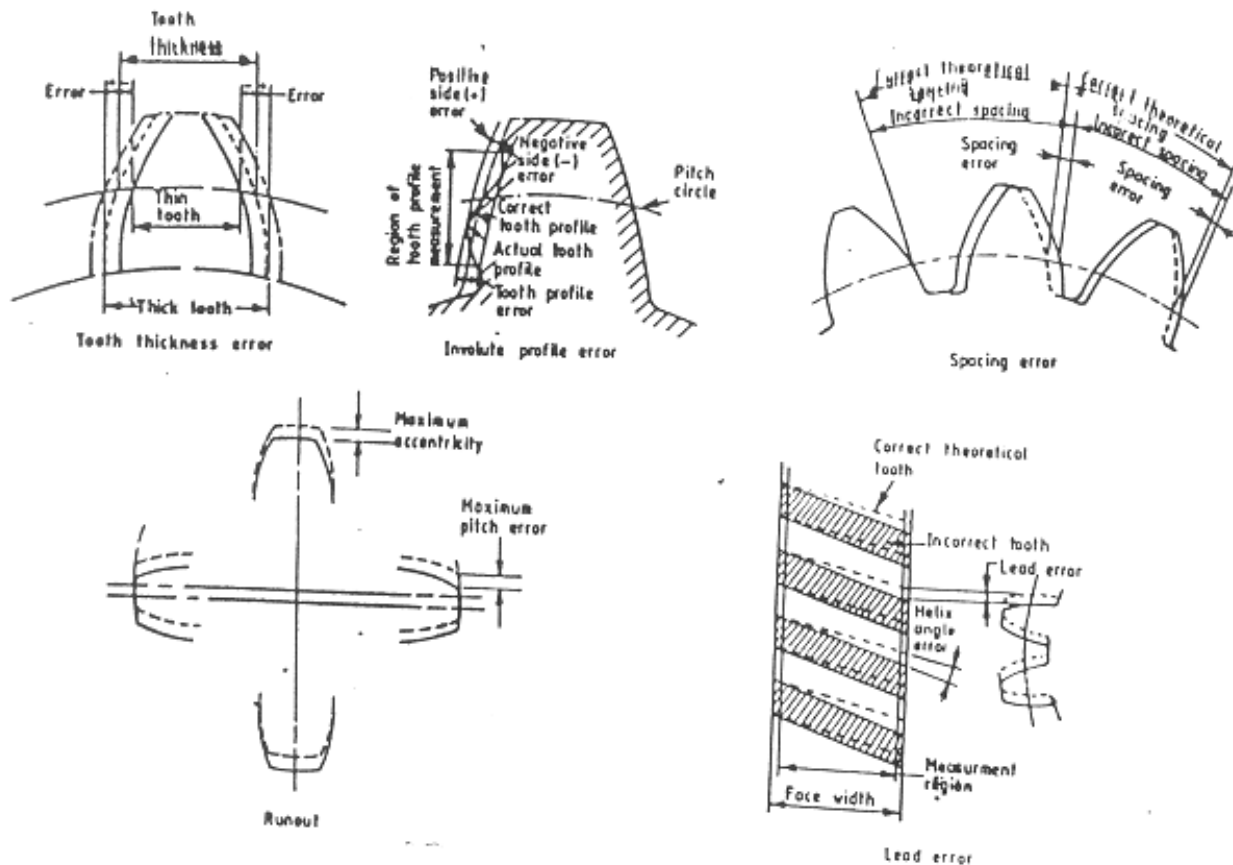 Tooth
thickness
Error
Error
Thin
tooth
Thick tooth
Tooth thickness error
Positive
side (+)
error
Negative
side (-)
error
Pitch
circle
Region of
tooth profile
measurement
Correct
tooth profile
Actual tooth
profile
Tooth profile
error
Involute profile error
theoretical
Incorrect spacing
Correct theoretical
spacing
Incorrect spacing
Spacing
error
Spacing
error
Spacing error
Maximum
accentricity
Maximum
pitch error
Runout
Correct theoretical
tooth
Incorrect tooth
Lead error
Helix
angle
error
Measurment
region
Face width
Lead error